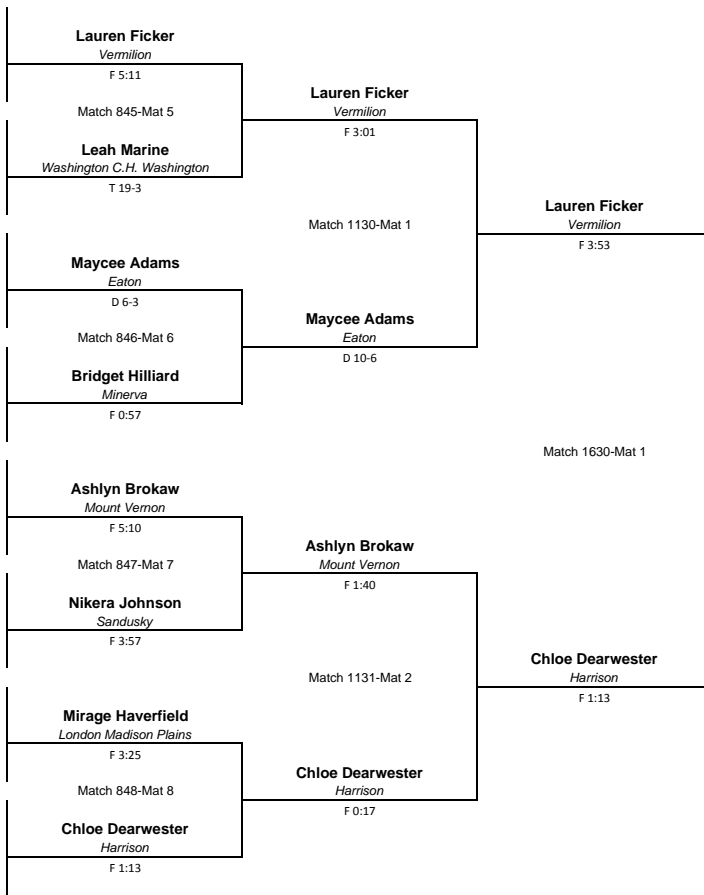 Lauren Ficker
Vermilion
F 5:11
Match 845-Mat 5
Leah Marine
Washington C.H. Washington
T 19-3
Maycee Adams
Eaton
D 6-3
Match 846-Mat 6
Bridget Hilliard
Minerva
F 0:57
Ashlyn Brokaw
Mount Vernon
F 5:10
Match 847-Mat 7
Nikera Johnson
Sandusky
F 3:57
Mirage Haverfield
London Madison Plains
F 3:25
Match 848-Mat 8
Chloe Dearwester
Harrison
F 1:13
Lauren Ficker
Vermilion
F 3:01
Match 1130-Mat 1
Maycee Adams
Eaton
D 10-6
Ashlyn Brokaw
Mount Vernon
F 1:40
Match 1131-Mat 2
Chloe Dearwester
Harrison
F 0:17
Lauren Ficker
Vermilion
F 3:53
Match 1630-Mat 1
Chloe Dearwester
Harrison
F 1:13